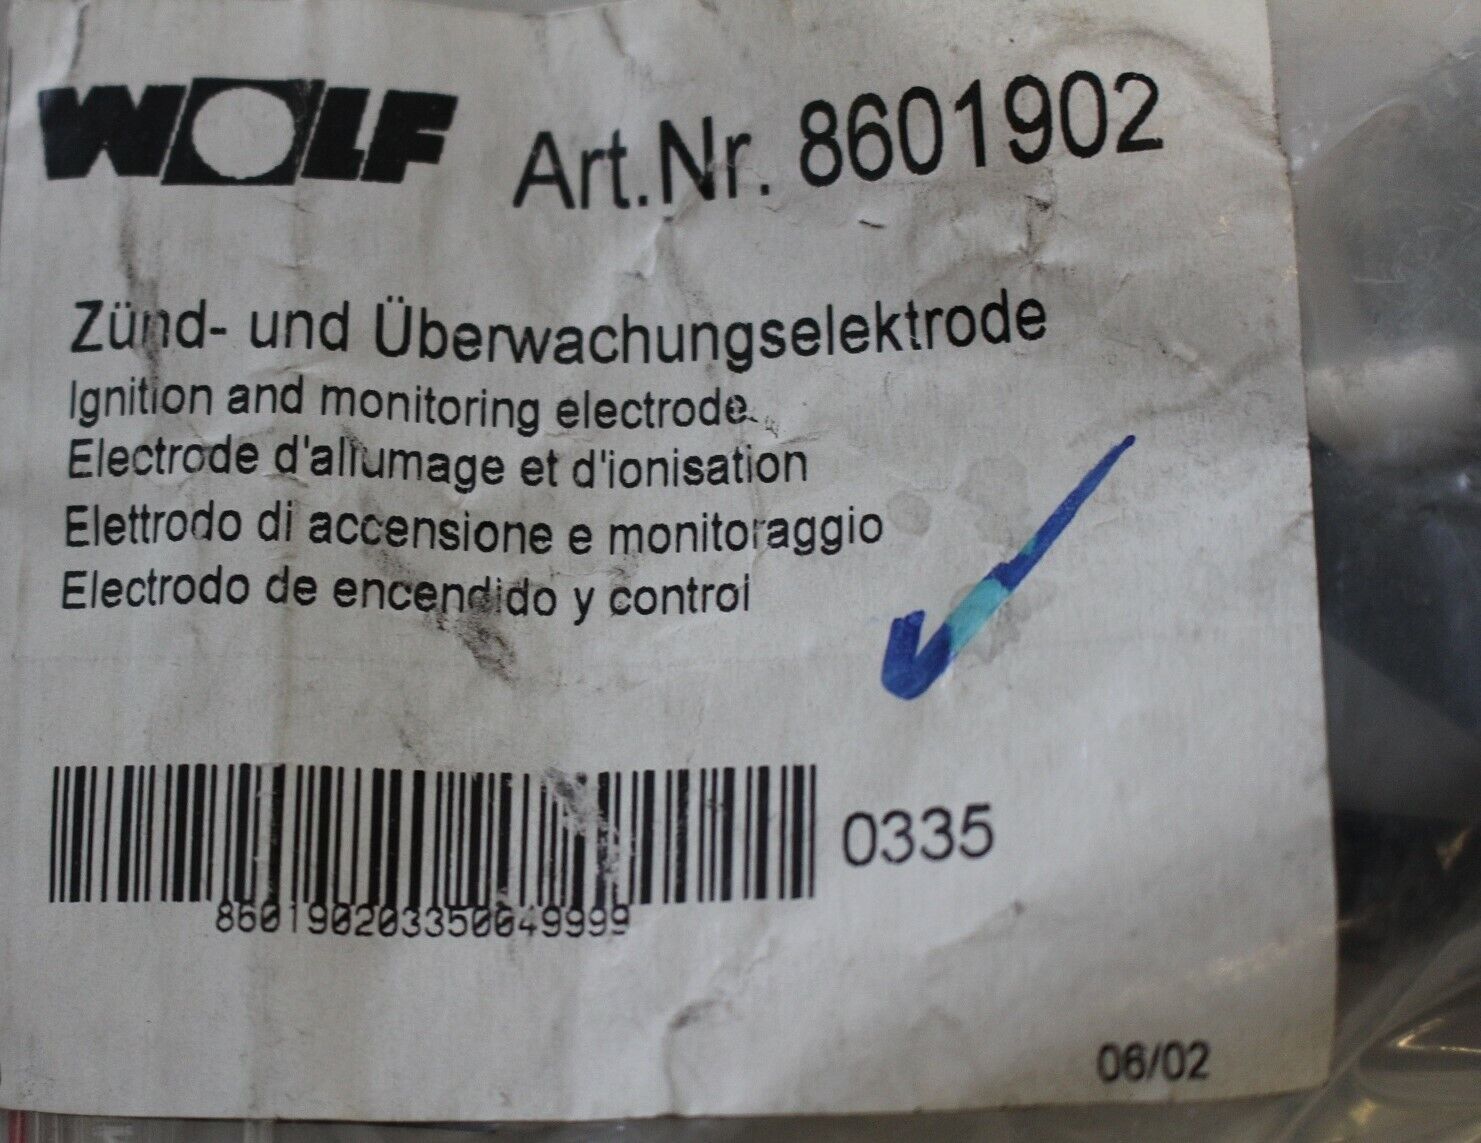 WOLF Art.Nr. 8601902
Zünd- und Überwachungselektrode
Ignition and monitoring electrode
Electrode d'allumage et d'ionisation
Elettrodo di accensione e monitoraggio
Electrodo de encendido y control
0335
860190203350049999
06/02